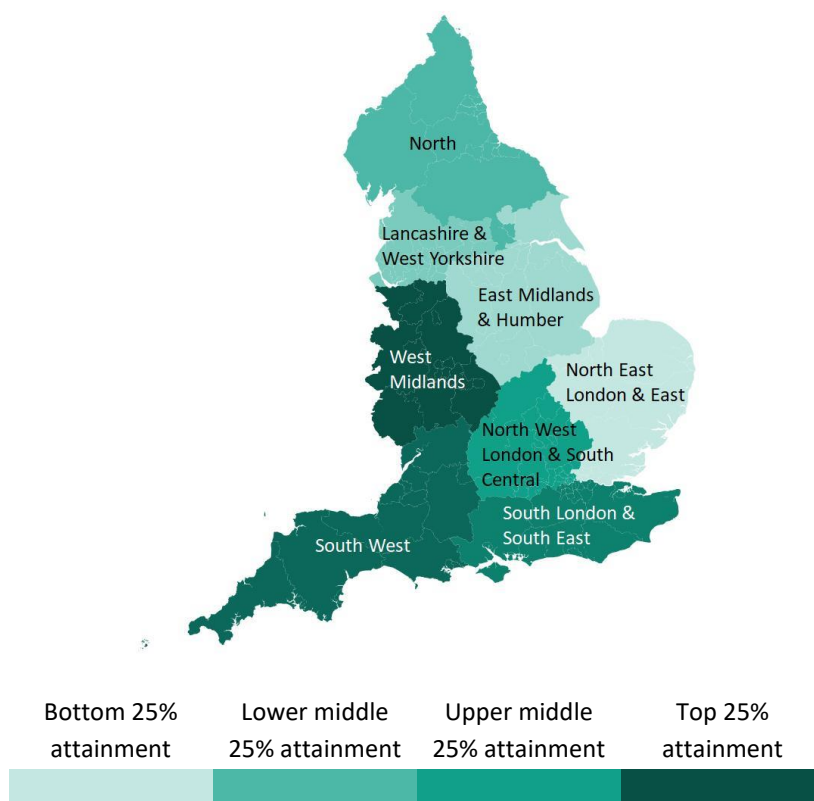 North
Lancashire &
West Yorkshire
East Midlands
& Humber
West
Midlands
North East
London & East
North West
London & South
Central
South London &
South East
South West
Bottom 25%
attainment
Lower middle
25% attainment
Upper middle
25% attainment
Top 25%
attainment